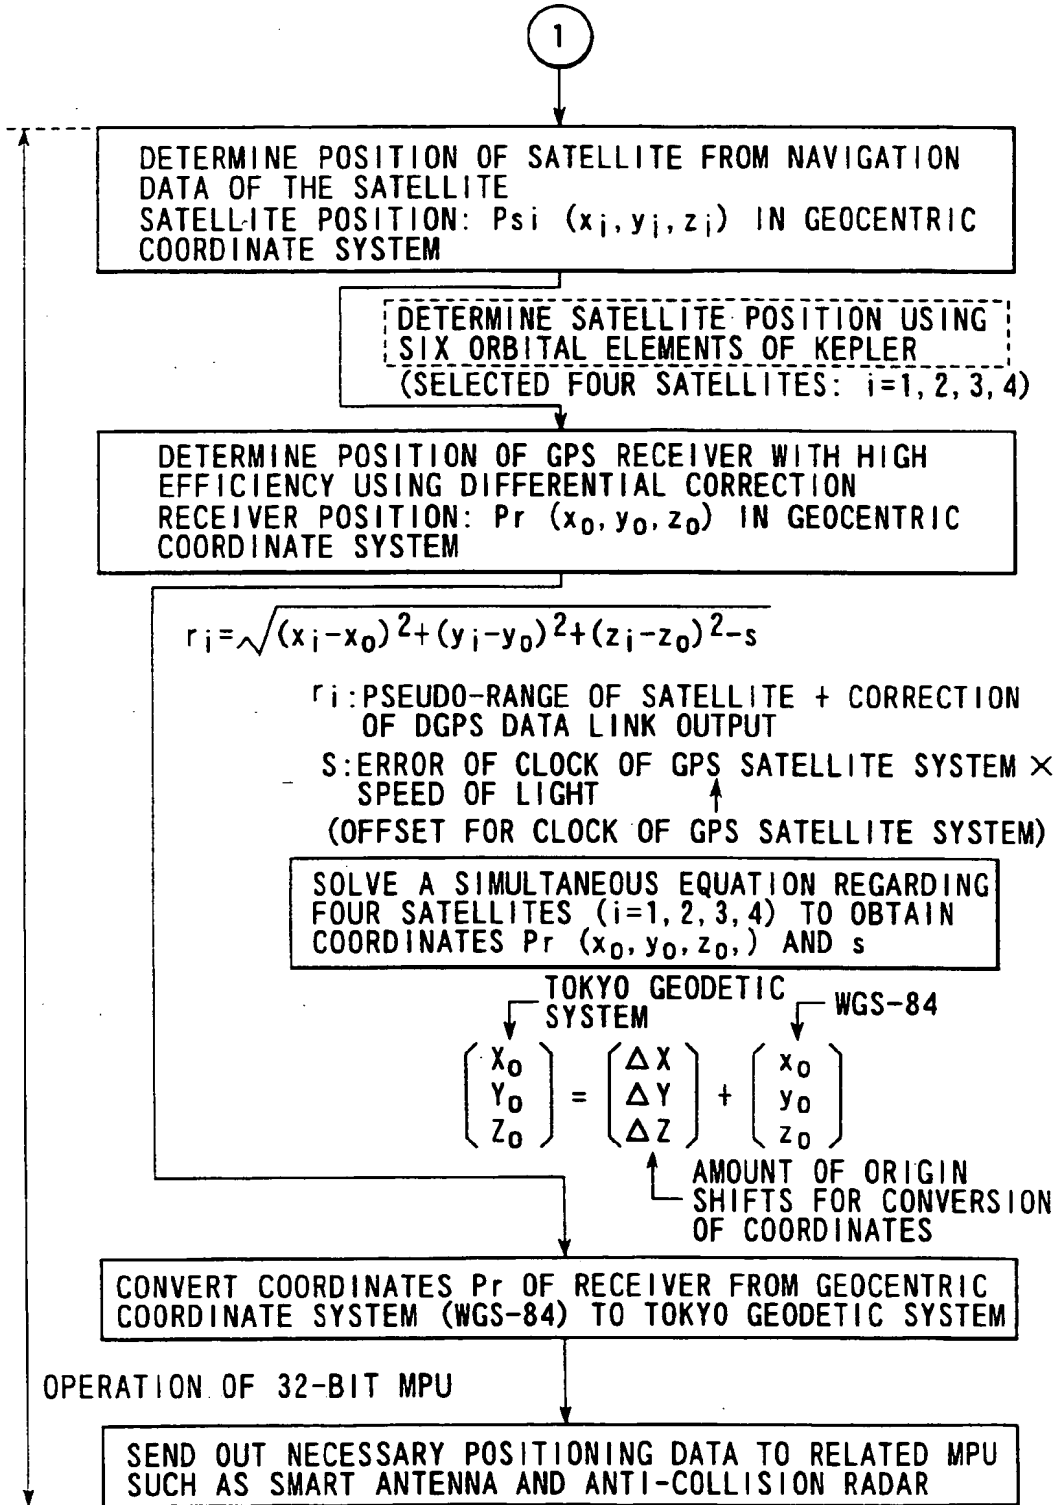 1
DETERMINE POSITION OF SATELLITE FROM NAVIGATION
DATA OF THE SATELLITE
SATELLITE POSITION: Psi (xi, yi, zi) IN GEOCENTRIC
COORDINATE SYSTEM
DETERMINE SATELLITE POSITION USING
SIX ORBITAL ELEMENTS OF KEPLER
(SELECTED FOUR SATELLITES: i=1, 2, 3, 4)
DETERMINE POSITION OF GPS RECEIVER WITH HIGH
EFFICIENCY USING DIFFERENTIAL CORRECTION
RECEIVER POSITION: Pr (x0, y0, z0) IN GEOCENTRIC
COORDINATE SYSTEM
ri=√(xi-x0)2+(yi-y0)2+(zi-z0)2-s
ri:PSEUDO-RANGE OF SATELLITE + CORRECTION
OF DGPS DATA LINK OUTPUT
S:ERROR OF CLOCK OF GPS SATELLITE SYSTEM ×
SPEED OF LIGHT
(OFFSET FOR CLOCK OF GPS SATELLITE SYSTEM)
SOLVE A SIMULTANEOUS EQUATION REGARDING
FOUR SATELLITES (i=1, 2, 3, 4) TO OBTAIN
COORDINATES Pr (x0, y0, z0,) AND s
TOKYO GEODETIC
SYSTEM
WGS-84
X0 ΔX x0
Y0 = ΔY + y0
Z0 ΔZ z0
AMOUNT OF ORIGIN
SHIFTS FOR CONVERSION
OF COORDINATES
CONVERT COORDINATES Pr OF RECEIVER FROM GEOCENTRIC
COORDINATE SYSTEM (WGS-84) TO TOKYO GEODETIC SYSTEM
OPERATION OF 32-BIT MPU
SEND OUT NECESSARY POSITIONING DATA TO RELATED MPU
SUCH AS SMART ANTENNA AND ANTI-COLLISION RADAR